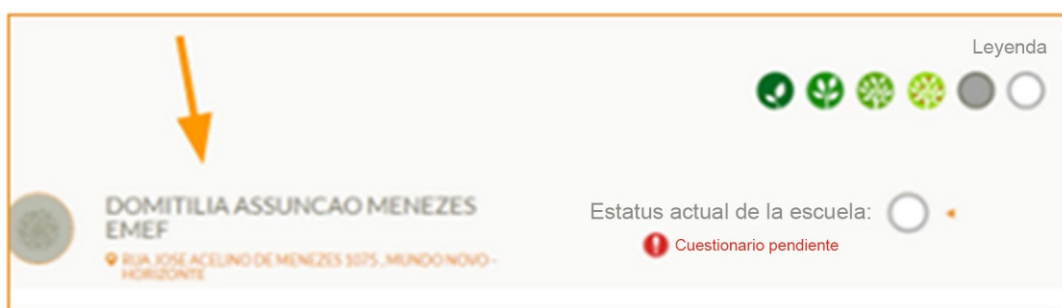 Leyenda
DOMITILIA ASSUNCAO MENEZES
EMEF
RUA JOSE ACELINO DE MENEZES 1075 , MUNDO NOVO -
HORIZONTE
Estatus actual de la escuela:
Cuestionario pendiente